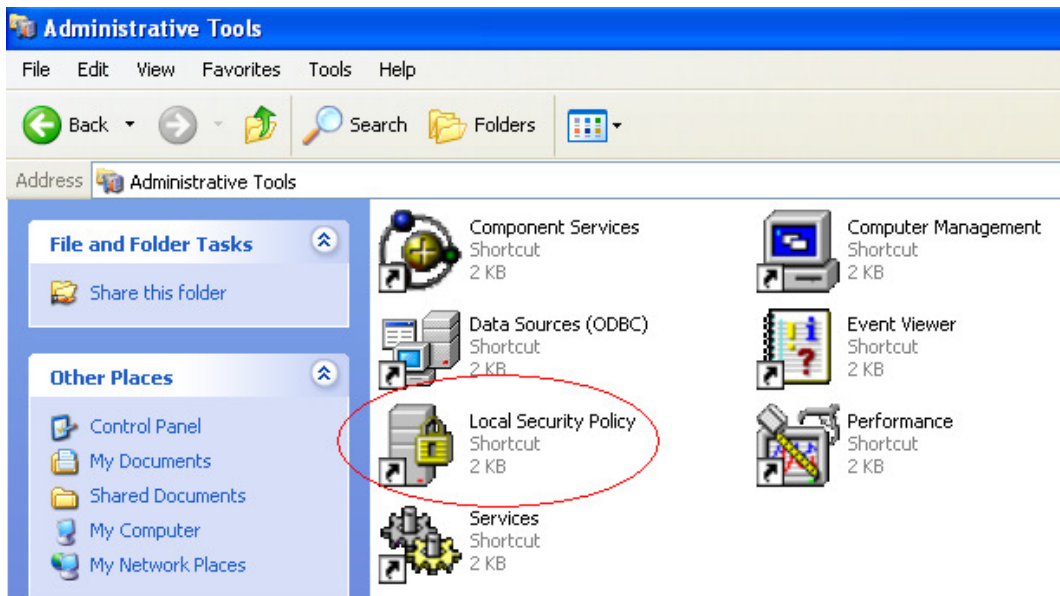 Administrative Tools
File Edit View Favorites Tools Help
Back Search Folders
Address Administrative Tools
File and Folder Tasks
Share this folder
Other Places
Control Panel
My Documents
Shared Documents
My Computer
My Network Places
Component Services
Shortcut
2 KB
Computer Management
Shortcut
2 KB
Data Sources (ODBC)
Shortcut
2 KB
Event Viewer
Shortcut
2 KB
Local Security Policy
Shortcut
2 KB
Performance
Shortcut
2 KB
Services
Shortcut
2 KB